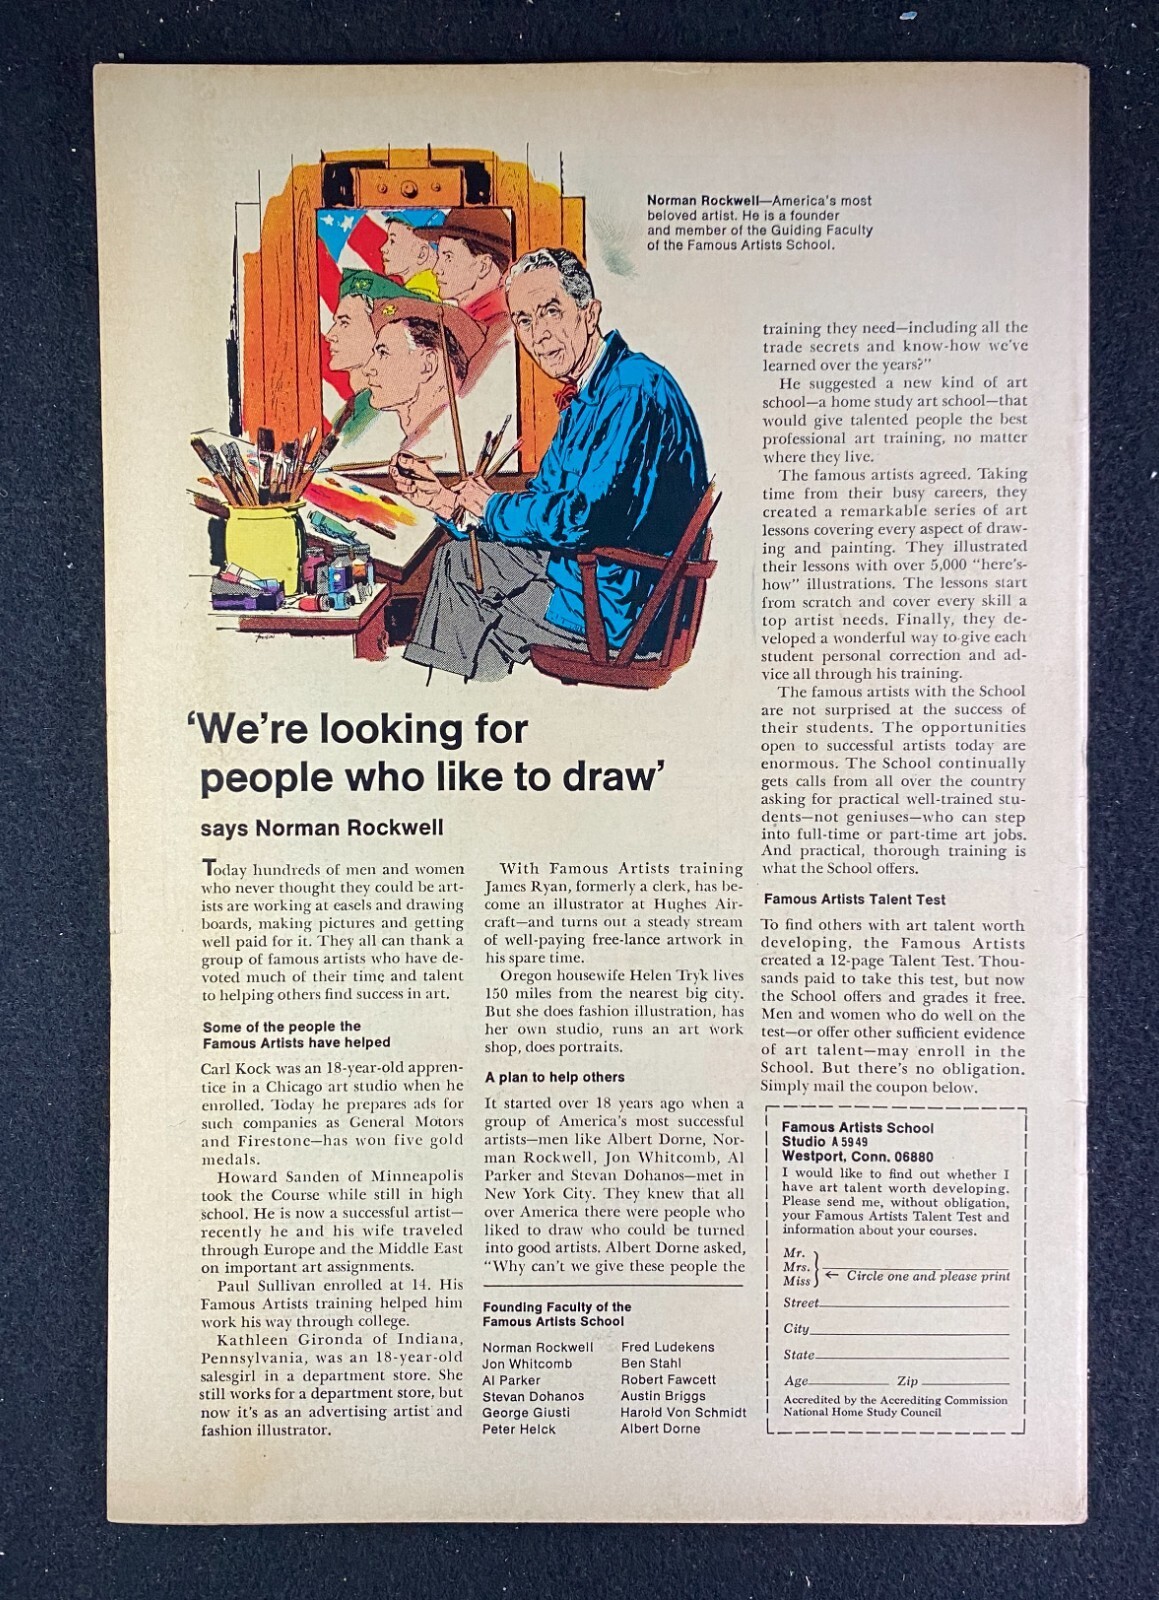 Norman Rockwell—America's most
beloved artist. He is a founder
and member of the Guiding Faculty
of the Famous Artists School.
'We're looking for
people who like to draw'
says Norman Rockwell
Today hundreds of men and women
who never thought they could be art-
ists are working at easels and drawing
boards, making pictures and getting
well paid for it. They all can thank a
group of famous artists who have de-
voted much of their time and talent
to helping others find success in art.
Some of the people the
Famous Artists have helped
Carl Kock was an 18-year-old appren-
tice in a Chicago art studio when he
enrolled. Today he prepares ads for
such companies as General Motors
and Firestone—has won five gold
medals.
Howard Sanden of Minneapolis
took the Course while still in high
school. He is now a successful artist—
recently he and his wife traveled
through Europe and the Middle East
on important art assignments.
Paul Sullivan enrolled at 14. His
Famous Artists training helped him
work his way through college.
Kathleen Gironda of Indiana,
Pennsylvania, was an 18-year-old
salesgirl in a department store. She
still works for a department store, but
now it's as an advertising artist and
fashion illustrator.
With Famous Artists training
James Ryan, formerly a clerk, has be-
come an illustrator at Hughes Air-
craft—and turns out a steady stream
of well-paying free-lance artwork in
his spare time.
Oregon housewife Helen Tryk lives
150 miles from the nearest big city.
But she does fashion illustration, has
her own studio, runs an art work
shop, does portraits.
A plan to help others
It started over 18 years ago when a
group of America's most successful
artists—men like Albert Dorne, Nor-
man Rockwell, Jon Whitcomb, Al
Parker and Stevan Dohanos—met in
New York City. They knew that all
over America there were people who
liked to draw who could be turned
into good artists. Albert Dorne asked,
"Why can't we give these people the
training they need—including all the
trade secrets and know-how we've
learned over the years?"
He suggested a new kind of art
school—a home study art school—that
would give talented people the best
professional art training, no matter
where they live.
The famous artists agreed. Taking
time from their busy careers, they
created a remarkable series of art
lessons covering every aspect of draw-
ing and painting. They illustrated
their lessons with over 5,000 "here's-
how" illustrations. The lessons start
from scratch and cover every skill a
top artist needs. Finally, they de-
veloped a wonderful way to give each
student personal correction and ad-
vice all through his training.
The famous artists with the School
are not surprised at the success of
their students. The opportunities
open to successful artists today are
enormous. The School continually
gets calls from all over the country
asking for practical well-trained stu-
dents—not geniuses—who can step
into full-time or part-time art jobs.
And practical, thorough training is
what the School offers.
Famous Artists Talent Test
To find others with art talent worth
developing, the Famous Artists
created a 12-page Talent Test. Thou-
sands paid to take this test, but now
the School offers and grades it free.
Men and women who do well on the
test—or offer other sufficient evidence
of art talent—may enroll in the
School. But there's no obligation.
Simply mail the coupon below.
Founding Faculty of the
Famous Artists School
Norman Rockwell
Jon Whitcomb
Al Parker
Stevan Dohanos
George Giusti
Peter Helck
Fred Ludekens
Ben Stahl
Robert Fawcett
Austin Briggs
Harold Von Schmidt
Albert Dorne
Famous Artists School
Studio A5949
Westport, Conn. 06880
I would like to find out whether I
have art talent worth developing.
Please send me, without obligation,
your Famous Artists Talent Test and
information about your courses.
Mr.
Mrs.
Miss ← Circle one and please print
Street
City
State
Age Zip
Accredited by the Accrediting Commission
National Home Study Council